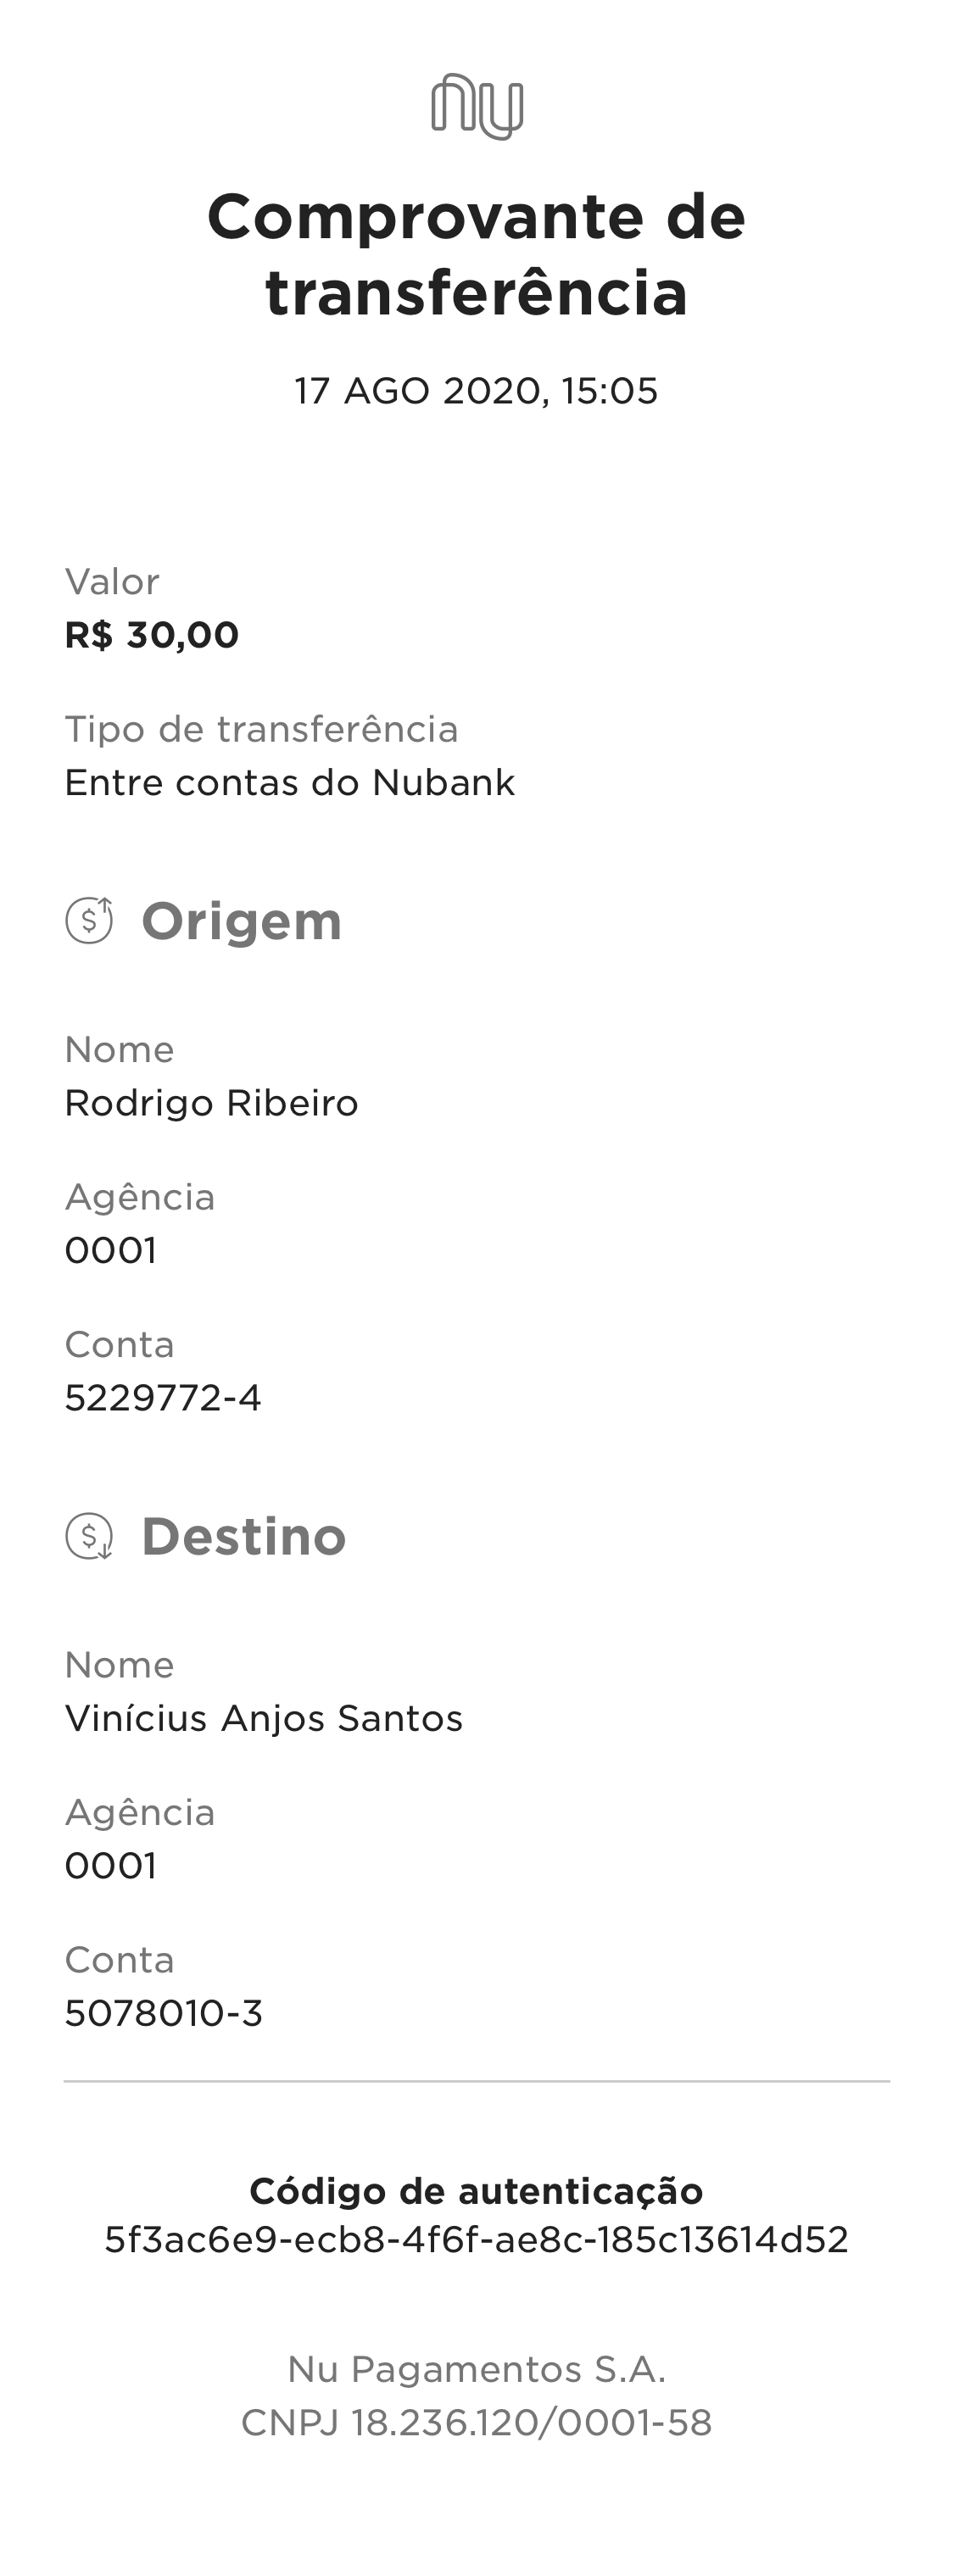 nu
Comprovante de
transferência
17 AGO 2020, 15:05
Valor
R$ 30,00
Tipo de transferência
Entre contas do Nubank
Origem
Nome
Rodrigo Ribeiro
Agência
0001
Conta
5229772-4
Destino
Nome
Vinícius Anjos Santos
Agência
0001
Conta
5078010-3
Código de autenticação
5f3ac6e9-ecb8-4f6f-ae8c-185c13614d52
Nu Pagamentos S.A.
CNPJ 18.236.120/0001-58